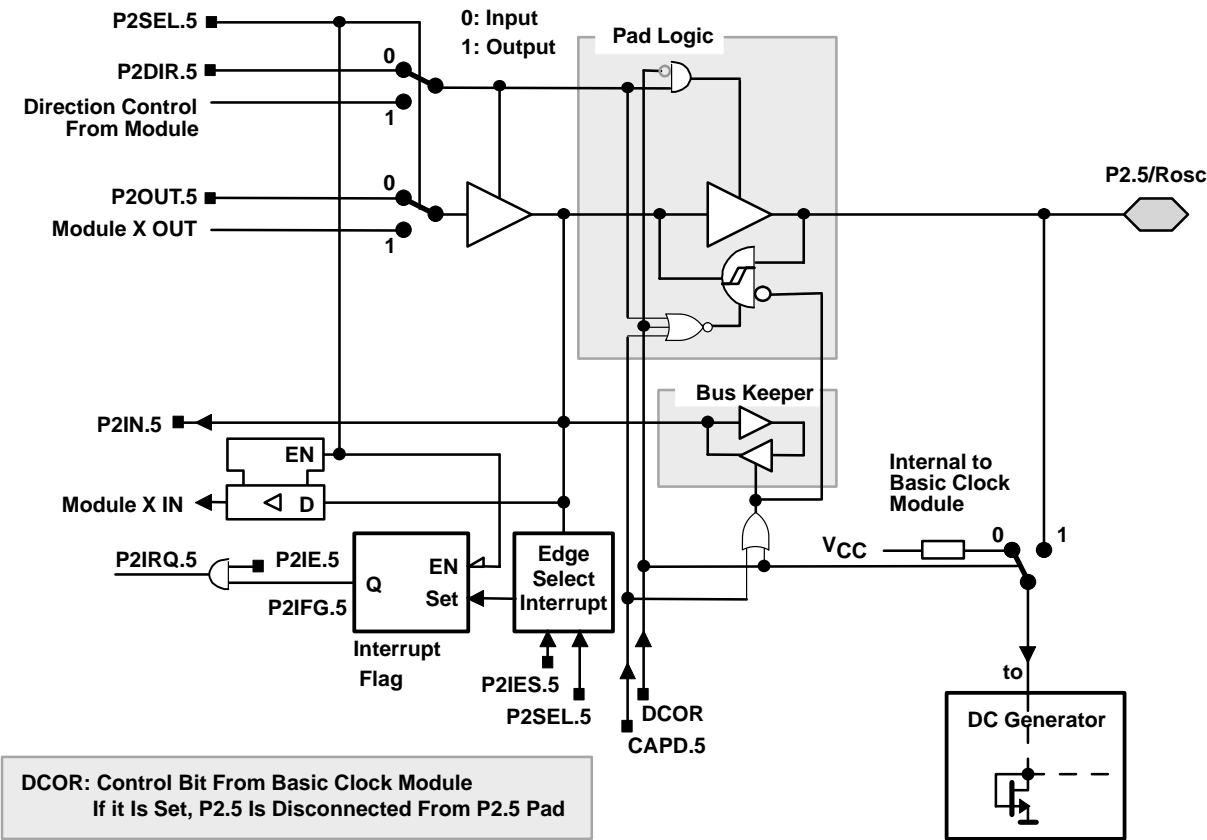 P2SEL.5
0: Input
1: Output
Pad Logic
P2DIR.5
0
Direction Control
From Module
1
P2OUT.5
0
Module X OUT
1
P2.5/Rosc
Bus Keeper
P2IN.5
EN
Module X IN
D
Internal to
Basic Clock
Module
VCC
0
1
P2IRQ.5
P2IE.5
P2IFG.5
Q
EN
Set
Edge
Select
Interrupt
Interrupt
Flag
P2IES.5
P2SEL.5
DCOR
CAPD.5
to
DC Generator
DCOR: Control Bit From Basic Clock Module
If it Is Set, P2.5 Is Disconnected From P2.5 Pad